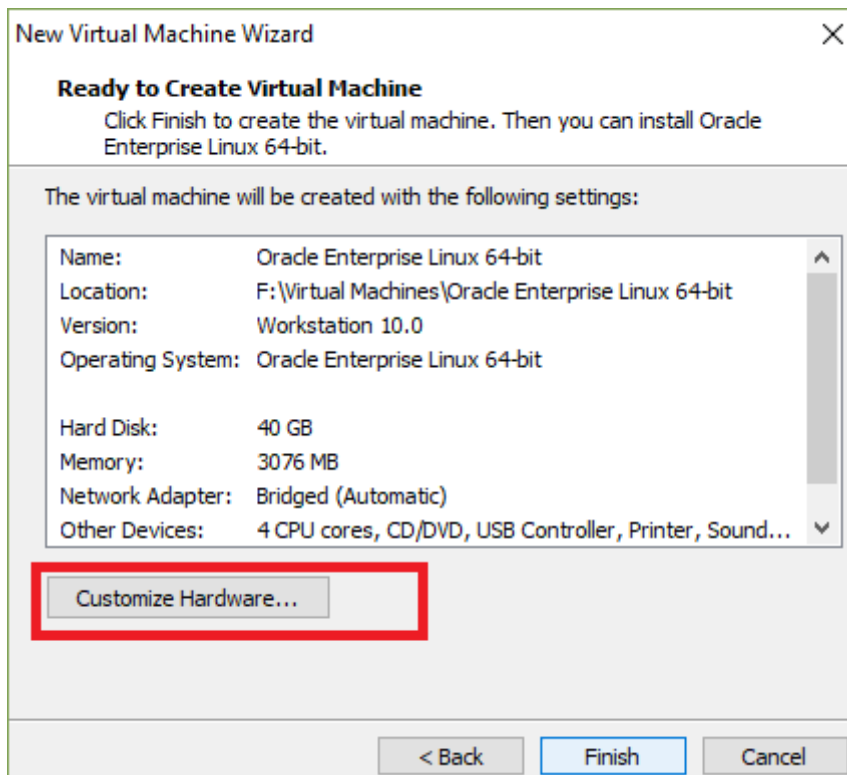 New Virtual Machine Wizard
Ready to Create Virtual Machine
Click Finish to create the virtual machine. Then you can install Oracle
Enterprise Linux 64-bit.
The virtual machine will be created with the following settings:
Name: Oracle Enterprise Linux 64-bit
Location: F:\Virtual Machines\Oracle Enterprise Linux 64-bit
Version: Workstation 10.0
Operating System: Oracle Enterprise Linux 64-bit
Hard Disk: 40 GB
Memory: 3076 MB
Network Adapter: Bridged (Automatic)
Other Devices: 4 CPU cores, CD/DVD, USB Controller, Printer, Sound...
Customize Hardware...
< Back Finish Cancel